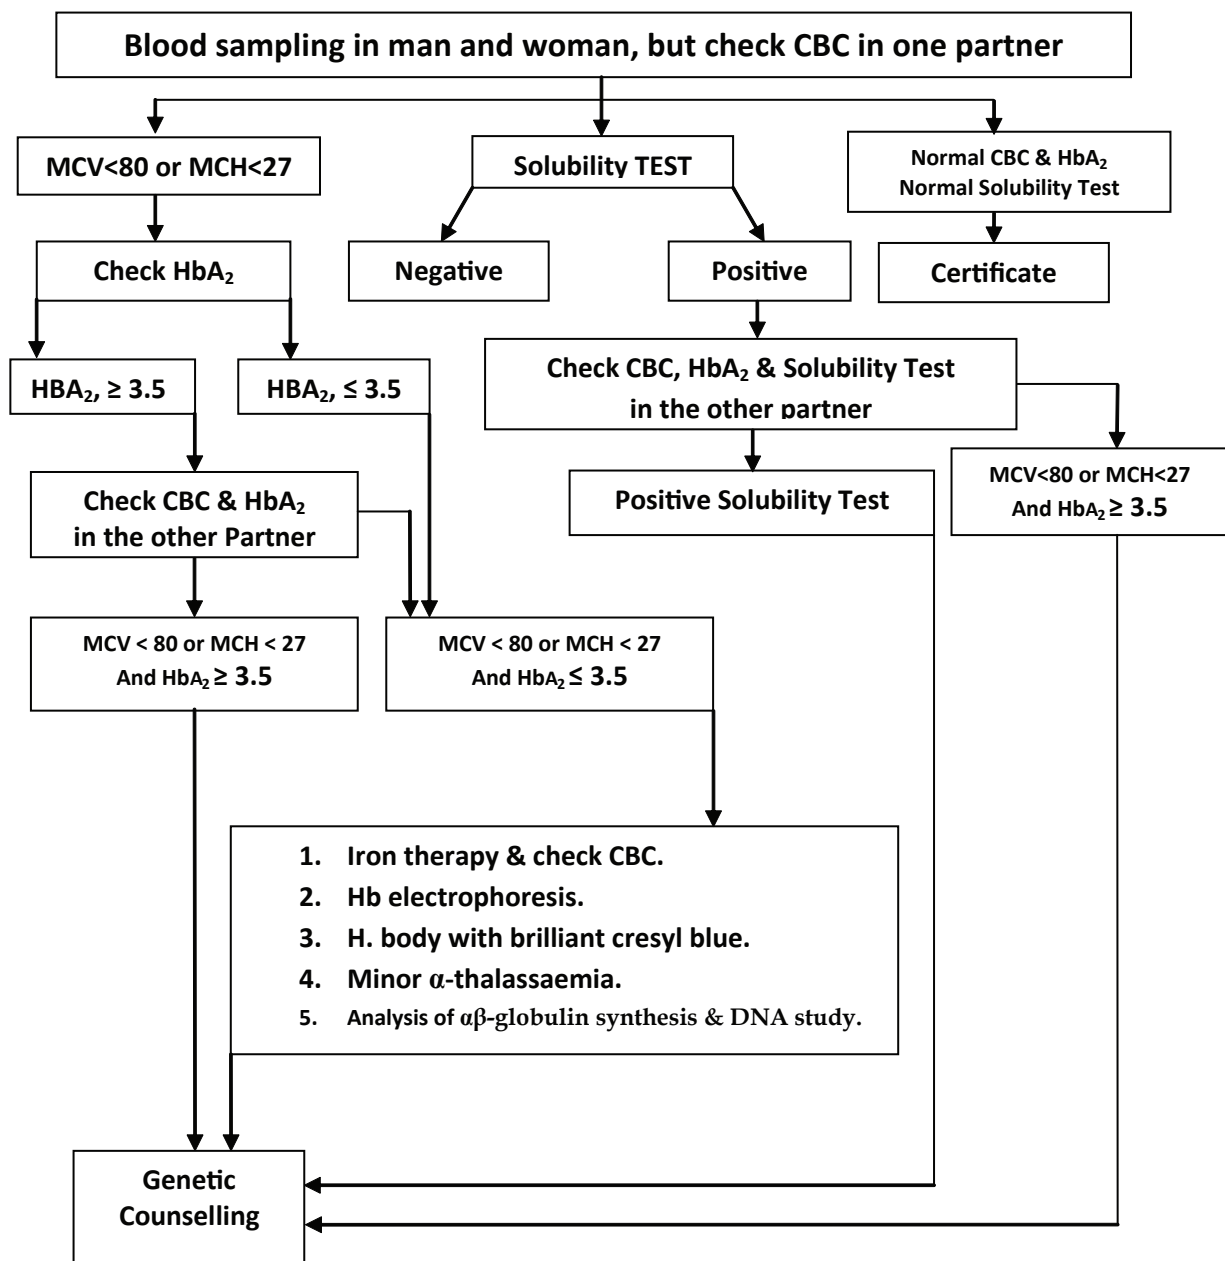 Blood sampling in man and woman, but check CBC in one partner
MCV<80 or MCH<27
Solubility TEST
Normal CBC & HbA₂
Normal Solubility Test
Check HbA₂
Negative
Positive
Certificate
HBA₂, ≥ 3.5
HBA₂, ≤ 3.5
Check CBC, HbA₂ & Solubility Test
in the other partner
Check CBC & HbA₂
in the other Partner
Positive Solubility Test
MCV<80 or MCH<27
And HbA₂ ≥ 3.5
MCV < 80 or MCH < 27
And HbA₂ ≥ 3.5
MCV < 80 or MCH < 27
And HbA₂ ≤ 3.5
1. Iron therapy & check CBC.
2. Hb electrophoresis.
3. H. body with brilliant cresyl blue.
4. Minor α-thalassaemia.
5. Analysis of αβ-globulin synthesis & DNA study.
Genetic
Counselling